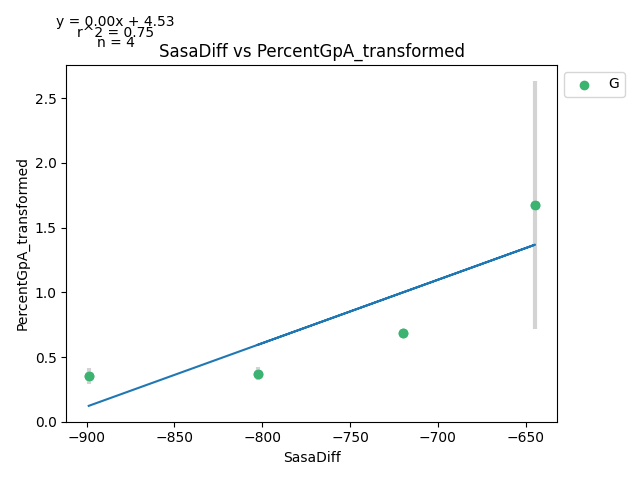 y = 0.00x + 4.53
r^2 = 0.75
n = 4
SasaDiff vs PercentGpA_transformed
G
PercentGpA_transformed
2.5
2.0
1.5
1.0
0.5
0.0
−900
−850
−800
−750
−700
−650
SasaDiff